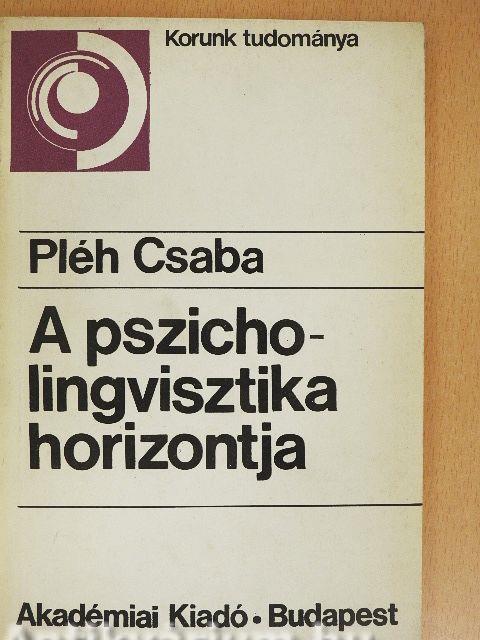 Korunk tudománya
Pléh Csaba
A pszicho-
lingvisztika
horizontja
Akadémiai Kiadó • Budapest